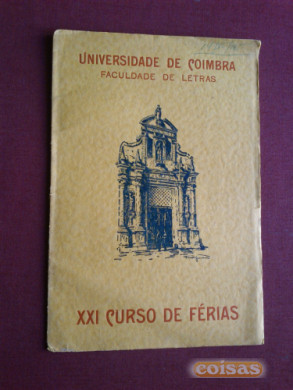 UNIVERSIDADE DE COIMBRA
FACULDADE DE LETRAS
XXI CURSO DE FÉRIAS
coisas